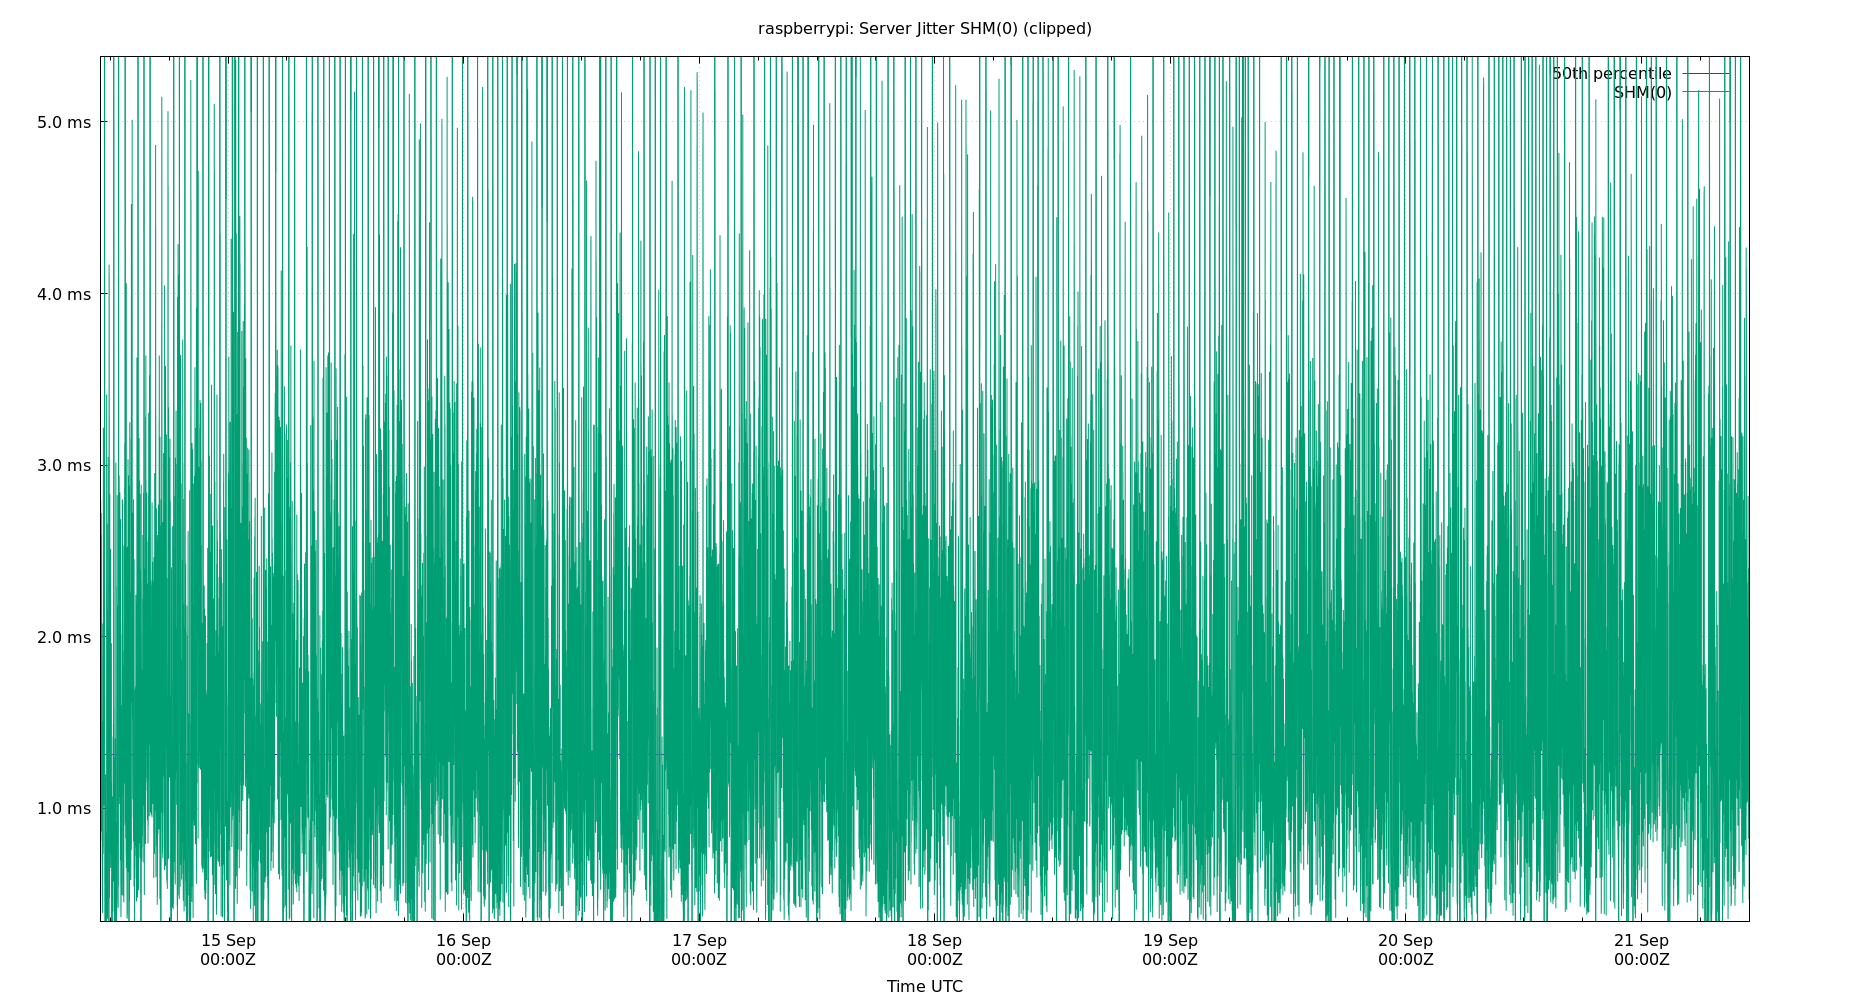 raspberrypi: Server Jitter SHM(0) (clipped)
50th percentile
SHM(0)
5.0 ms
4.0 ms
3.0 ms
2.0 ms
1.0 ms
15 Sep 16 Sep 17 Sep 18 Sep 19 Sep 20 Sep 21 Sep
00:00Z 00:00Z 00:00Z 00:00Z 00:00Z 00:00Z 00:00Z
Time UTC